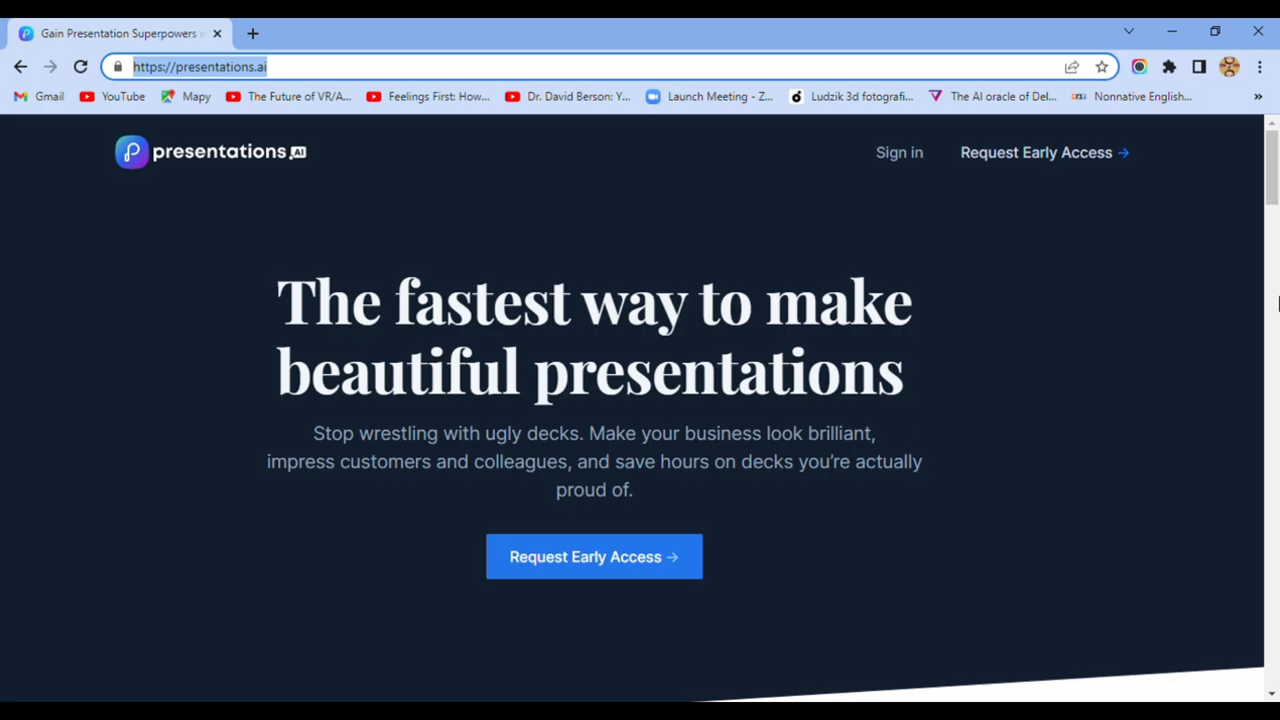 Gain Presentation Superpowers
https://presentations.ai
Gmail
YouTube
Mapy
The Future of VR/A...
Feelings First: How...
Dr. David Berson: Y...
Launch Meeting - Z...
Ludzik 3d fotografi...
The AI oracle of Del...
Nonnative English...
»
presentations.AI
Sign in
Request Early Access →
The fastest way to make
beautiful presentations
Stop wrestling with ugly decks. Make your business look brilliant,
impress customers and colleagues, and save hours on decks you’re actually
proud of.
Request Early Access →